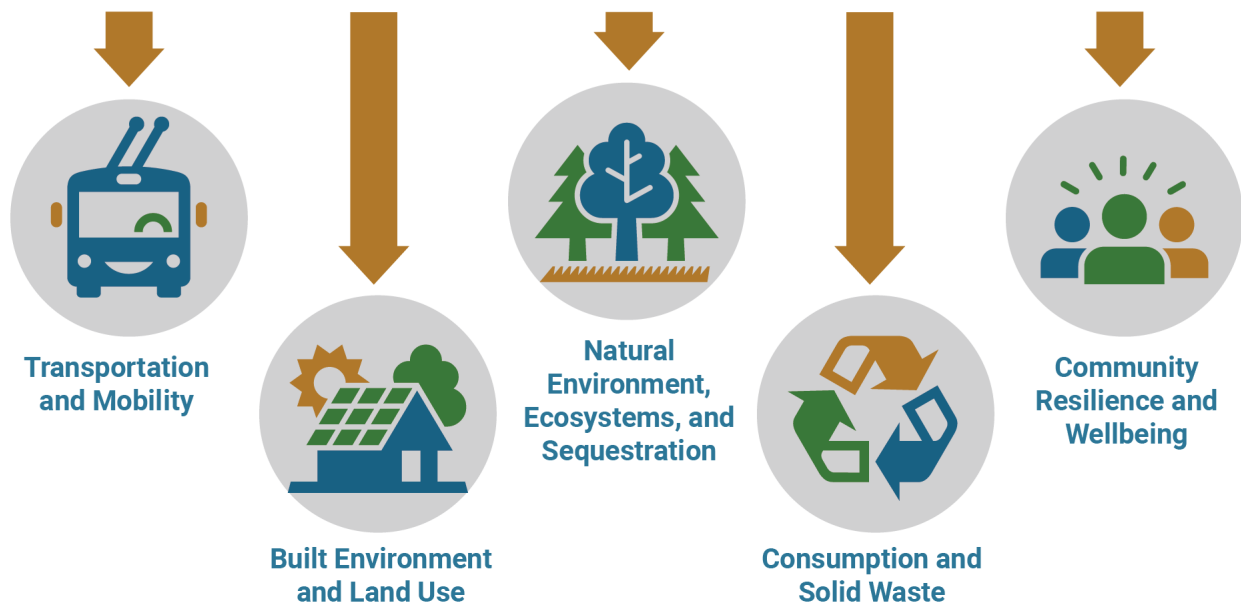 Transportation
and Mobility
Built Environment
and Land Use
Natural
Environment,
Ecosystems, and
Sequestration
Consumption and
Solid Waste
Community
Resilience and
Wellbeing